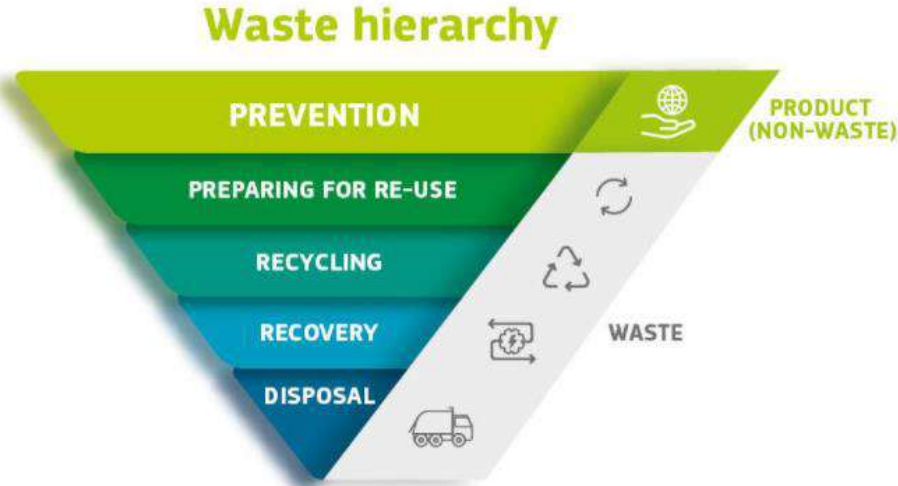 Waste hierarchy
PREVENTION
PRODUCT
(NON-WASTE)
PREPARING FOR RE-USE
RECYCLING
RECOVERY
WASTE
DISPOSAL